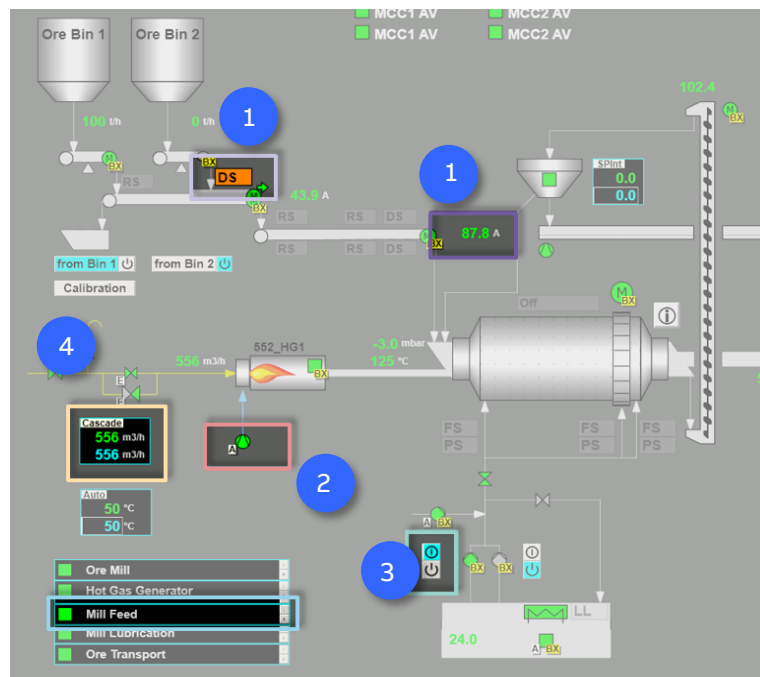 MCC1 AV
MCC2 AV
MCC1 AV
MCC2 AV
Ore Bin 1
Ore Bin 2
102.4
100 t/h
0 t/h
1
M
BX
M
BX
BX
RS
DS
1
SPInt
0.0
0.0
M
43.9 A
BX
RS
RS
DS
87.8 A
BX
RS
RS
DS
from Bin 1
from Bin 2
Calibration
Off
M
BX
4
552_HG1
-3.0 mbar
556 m3/h
125 °C
BX
E
E
Cascade
556 m3/h
556 m3/h
A
2
FS
PS
FS
PS
FS
PS
Auto
50 °C
50 °C
A
BX
3
BX
BX
Ore Mill
Hot Gas Generator
Mill Feed
Mill Lubrication
Ore Transport
LL
24.0
A
BX